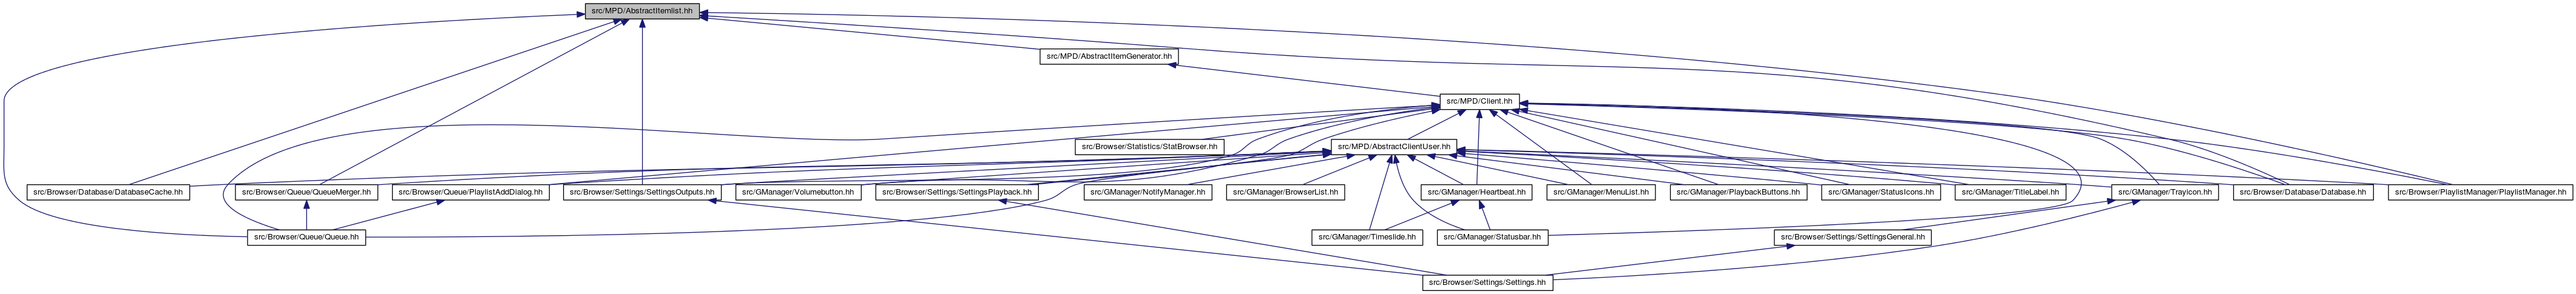 src/MPD/AbstractItemlist.hh
src/MPD/AbstractItemGenerator.hh
src/MPD/Client.hh
src/Browser/Statistics/StatBrowser.hh
src/MPD/AbstractClientUser.hh
src/Browser/Database/DatabaseCache.hh
src/Browser/Queue/QueueMerger.hh
src/Browser/Queue/PlaylistAddDialog.hh
src/Browser/Settings/SettingsOutputs.hh
src/GManager/Volumebutton.hh
src/Browser/Settings/SettingsPlayback.hh
src/GManager/NotifyManager.hh
src/GManager/BrowserList.hh
src/GManager/Heartbeat.hh
src/GManager/MenuList.hh
src/GManager/PlaybackButtons.hh
src/GManager/StatusIcons.hh
src/GManager/TitleLabel.hh
src/GManager/TrayIcon.hh
src/Browser/Database/Database.hh
src/Browser/PlaylistManager/PlaylistManager.hh
src/Browser/Queue/Queue.hh
src/GManager/Timeslide.hh
src/GManager/Statusbar.hh
src/Browser/Settings/SettingsGeneral.hh
src/Browser/Settings/Settings.hh